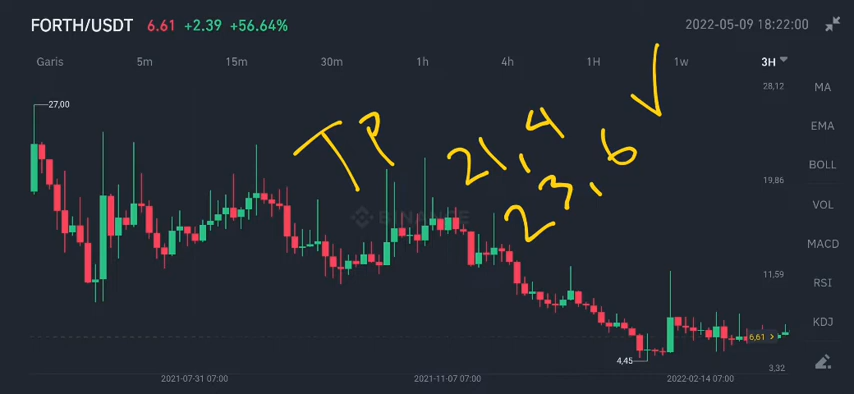 FORTH/USDT 6.61 +2.39 +56.64% 2022-05-09 18:22:00
Garis 5m 15m 30m 1h 4h 1H 1w 3H
28,12
27,00
MA
EMA
TP
21,4
23.6
BOLL
19,86
VOL
BINANCE
MACD
11,59
RSI
KDJ
6,61 >
4,45
3,32
2021-07-31 07:00 2021-11-07 07:00 2022-02-14 07:00